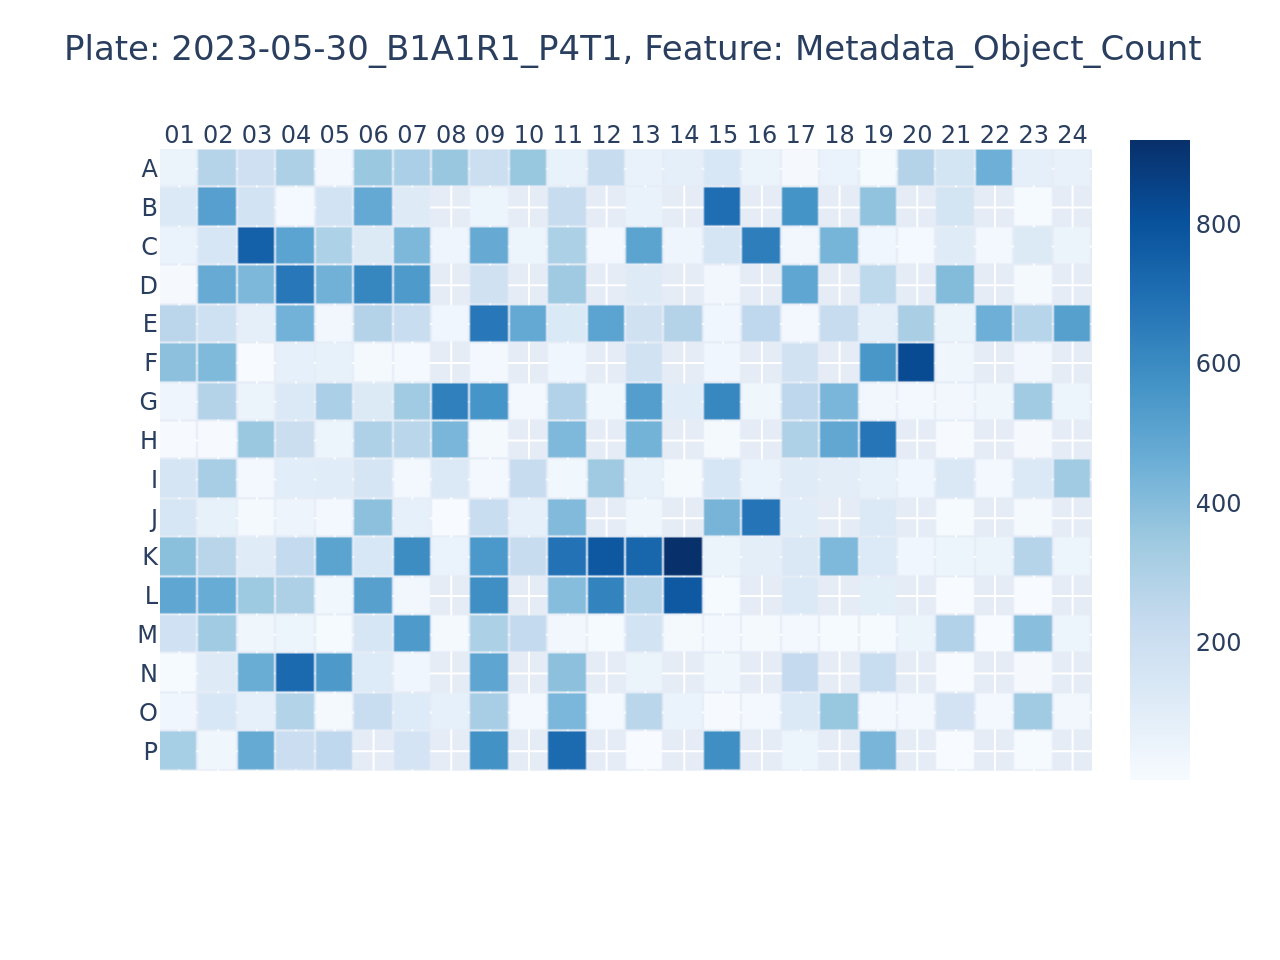 Plate: 2023-05-30_B1A1R1_P4T1, Feature: Metadata_Object_Count
01 02 03 04 05 06 07 08 09 10 11 12 13 14 15 16 17 18 19 20 21 22 23 24
A
B
C
D
E
F
G
H
I
J
K
L
M
N
O
P
800
600
400
200